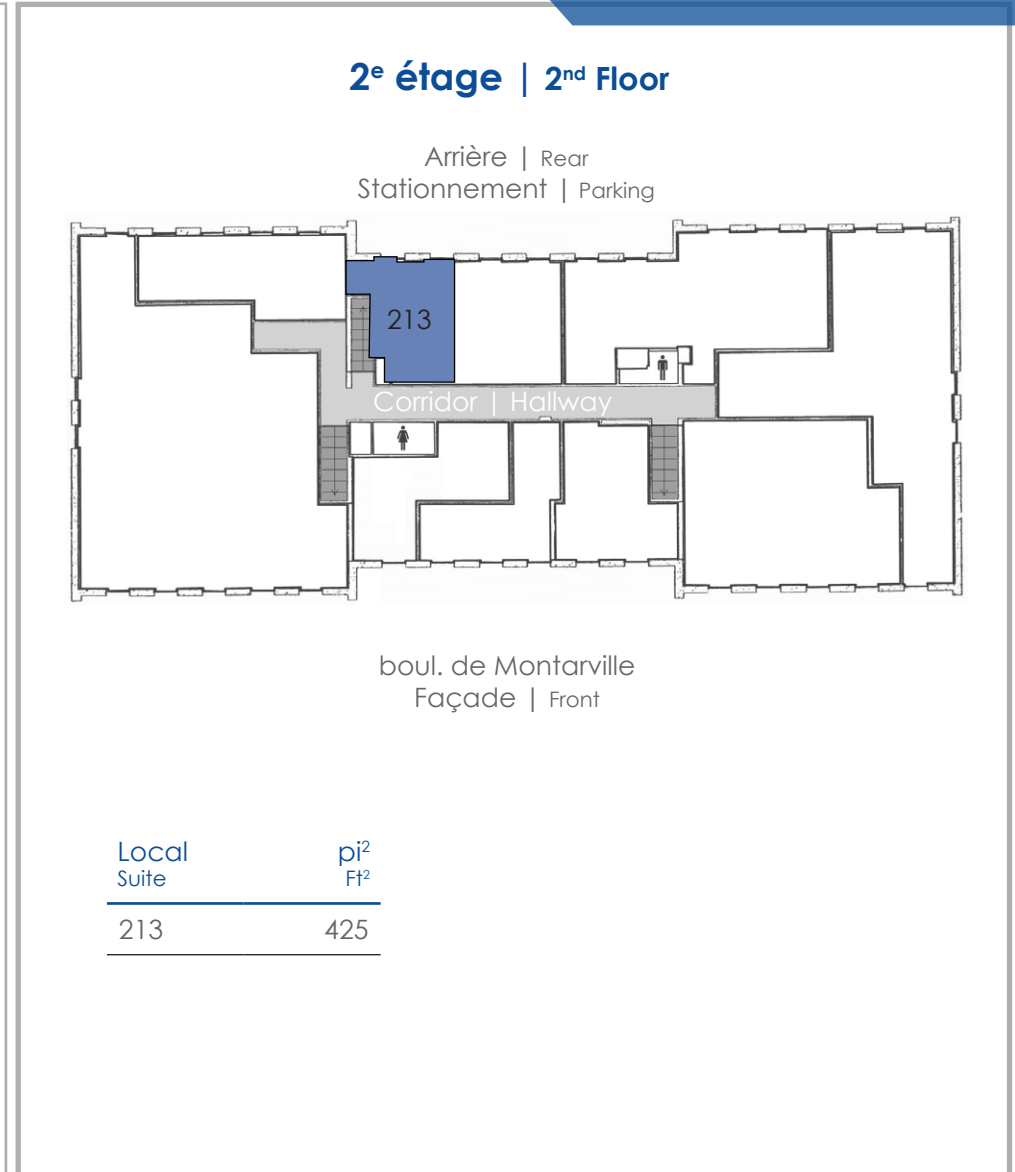 2e étage | 2nd Floor
Arrière | Rear
Stationnement | Parking
213
Corridor | Hallway
boul. de Montarville
Façade | Front
Local pi²
Suite Ft²
213 425